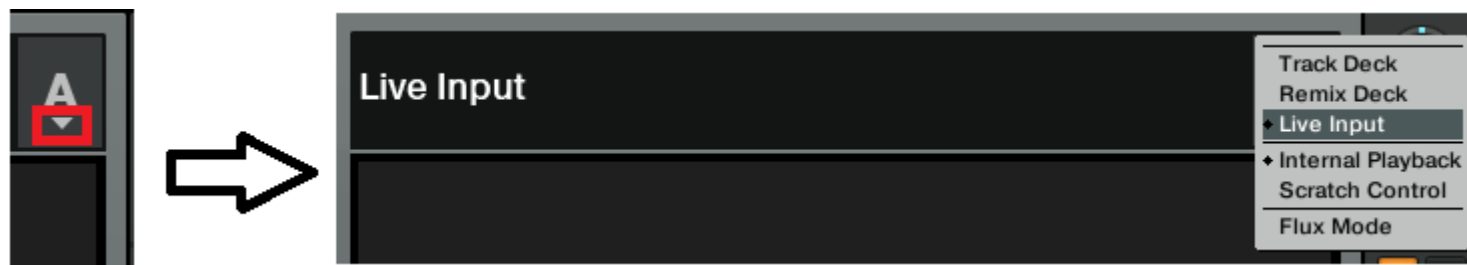 A
Live Input
Track Deck
Remix Deck
Live Input
Internal Playback
Scratch Control
Flux Mode